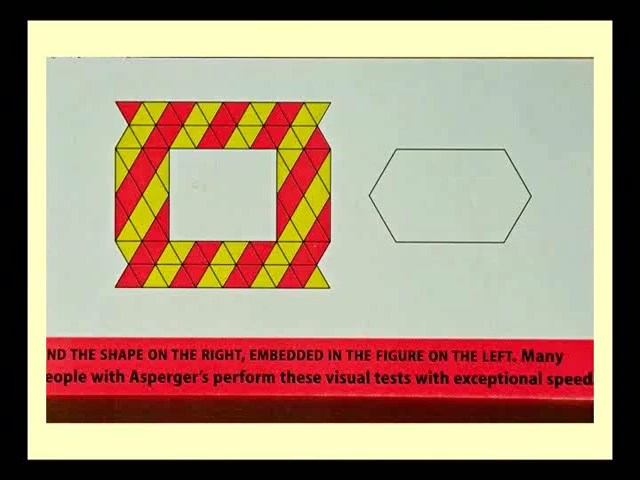 ND THE SHAPE ON THE RIGHT, EMBEDDED IN THE FIGURE ON THE LEFT. Many
eople with Asperger's perform these visual tests with exceptional speed.